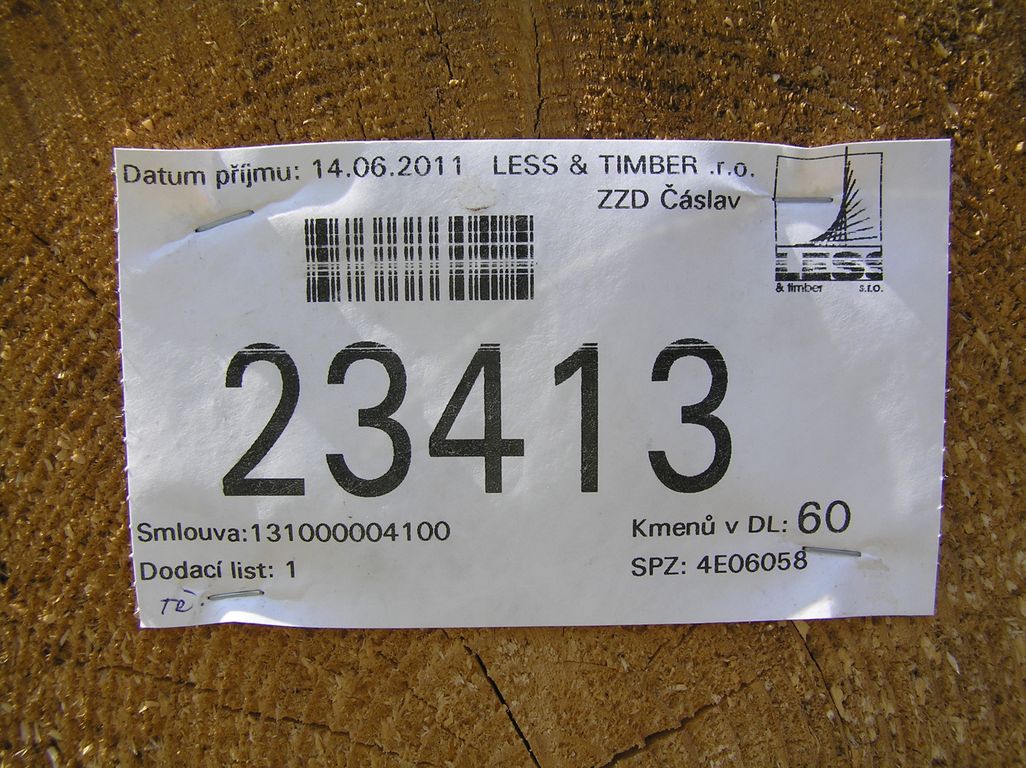 Datum příjmu: 14.06.2011 LESS & TIMBER .r.o.
ZZD Čáslav
LESS
& timber s.r.o.
23413
Smlouva:131000004100
Kmenů v DL: 60
Dodací list: 1
SPZ: 4E06058